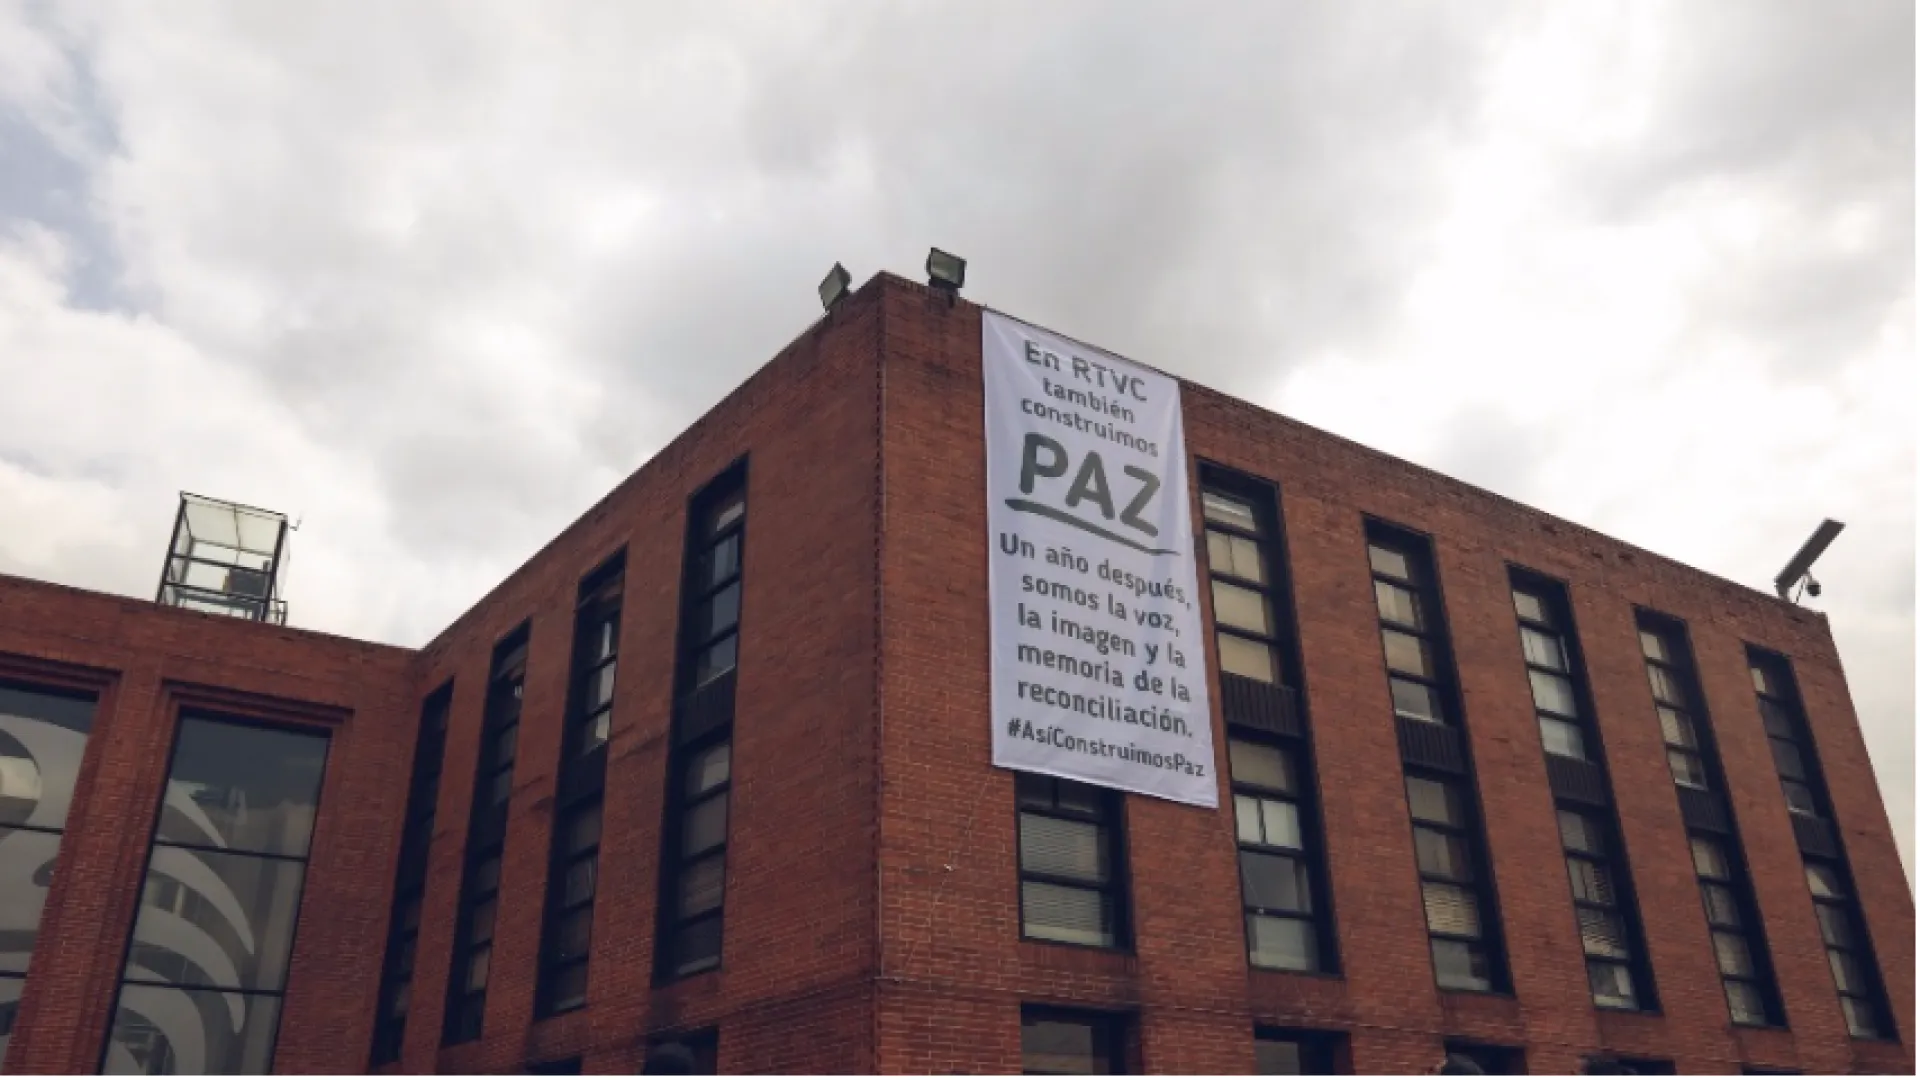 En RTVC
también
construimos
PAZ
Un año después,
somos la voz,
la imagen y la
memoria de la
reconciliación.
#AsíConstruimosPaz